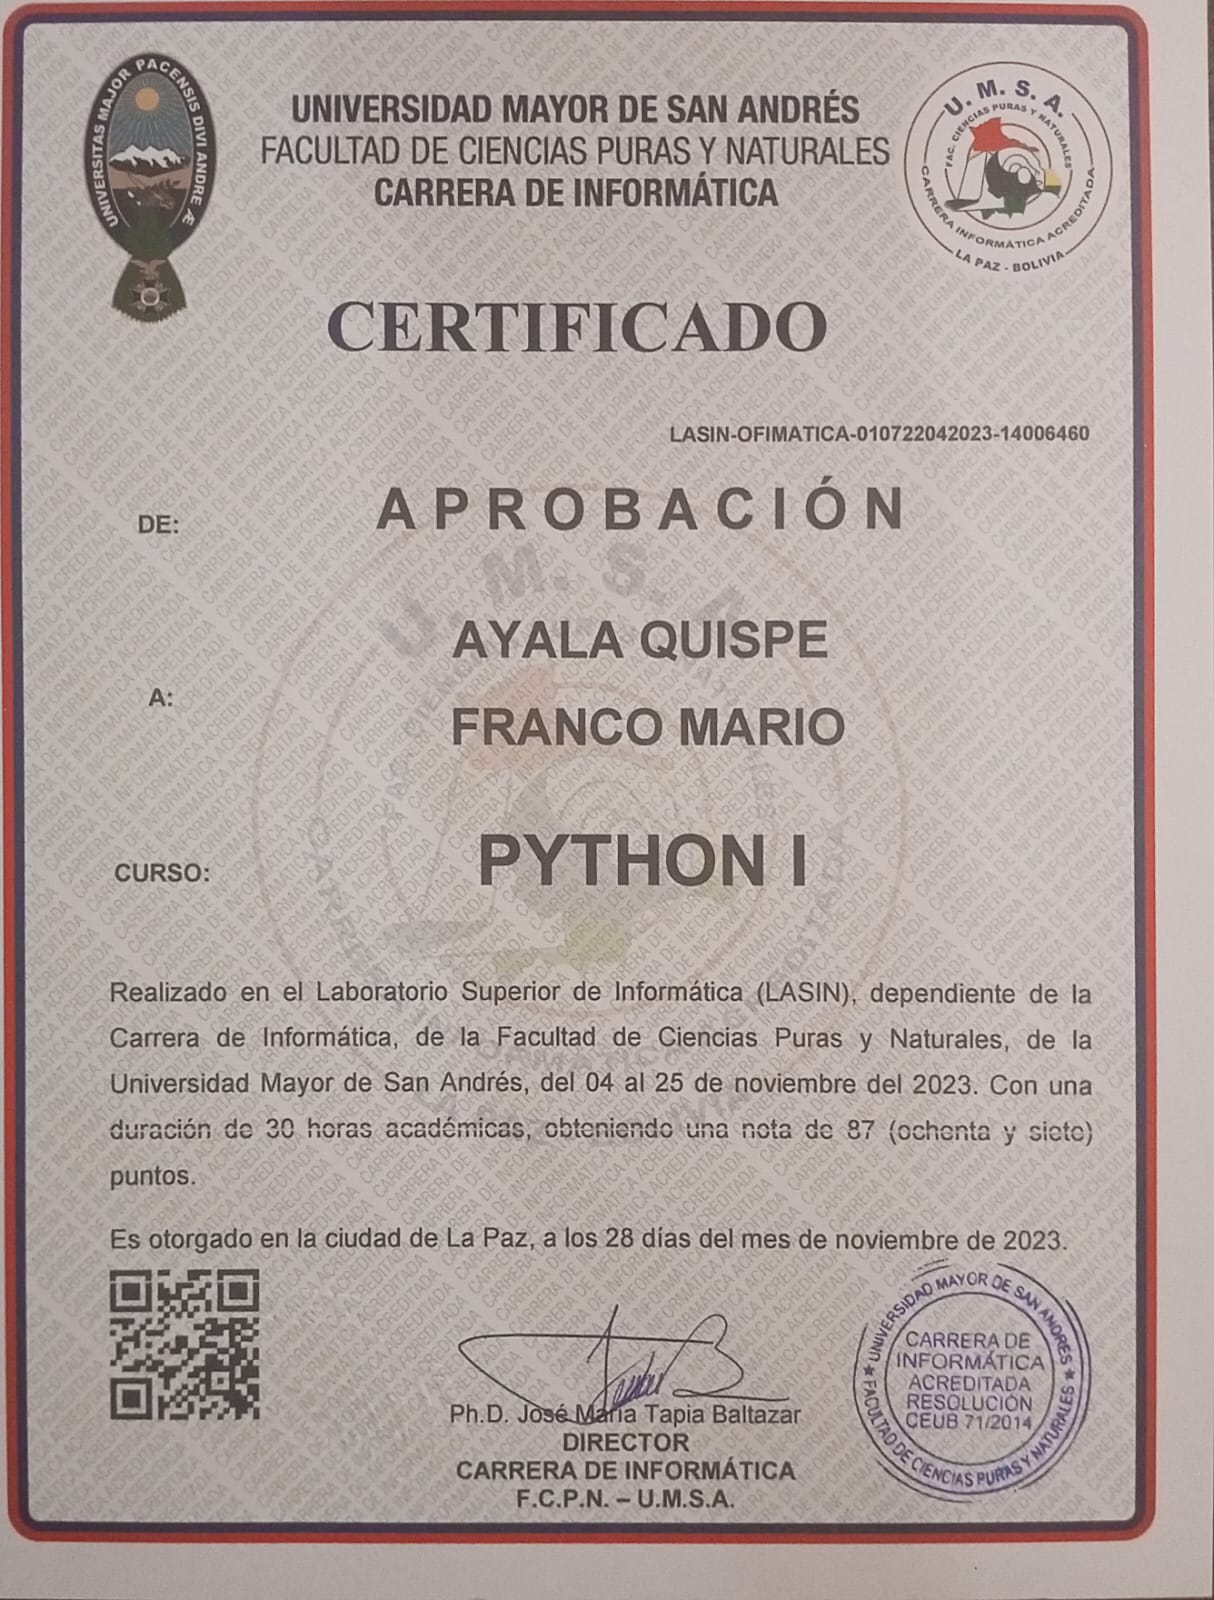 UNIVERSITAS MAJOR PACENSIS DIVI ANDRE Æ
UNIVERSIDAD MAYOR DE SAN ANDRÉS
FACULTAD DE CIENCIAS PURAS Y NATURALES
CARRERA DE INFORMÁTICA
U. M. S. A.
FAC. CIENCIAS PURAS Y NATURALES
CARRERA INFORMÁTICA ACREDITADA
LA PAZ - BOLIVIA
CERTIFICADO
LASIN-OFIMATICA-010722042023-14006460
DE: APROBACIÓN
AYALA QUISPE
A:
FRANCO MARIO
CURSO: PYTHON I
Realizado en el Laboratorio Superior de Informática (LASIN), dependiente de la
Carrera de Informática, de la Facultad de Ciencias Puras y Naturales, de la
Universidad Mayor de San Andrés, del 04 al 25 de noviembre del 2023. Con una
duración de 30 horas académicas, obteniendo una nota de 87 (ochenta y siete)
puntos.
Es otorgado en la ciudad de La Paz, a los 28 días del mes de noviembre de 2023.
Ph.D. José María Tapia Baltazar
DIRECTOR
CARRERA DE INFORMÁTICA
F.C.P.N. – U.M.S.A.
UNIVERSIDAD MAYOR DE SAN ANDRES
FACULTAD DE CIENCIAS PURAS Y NATURALES
CARRERA DE
INFORMÁTICA
ACREDITADA
RESOLUCIÓN
CEUB 71/2014